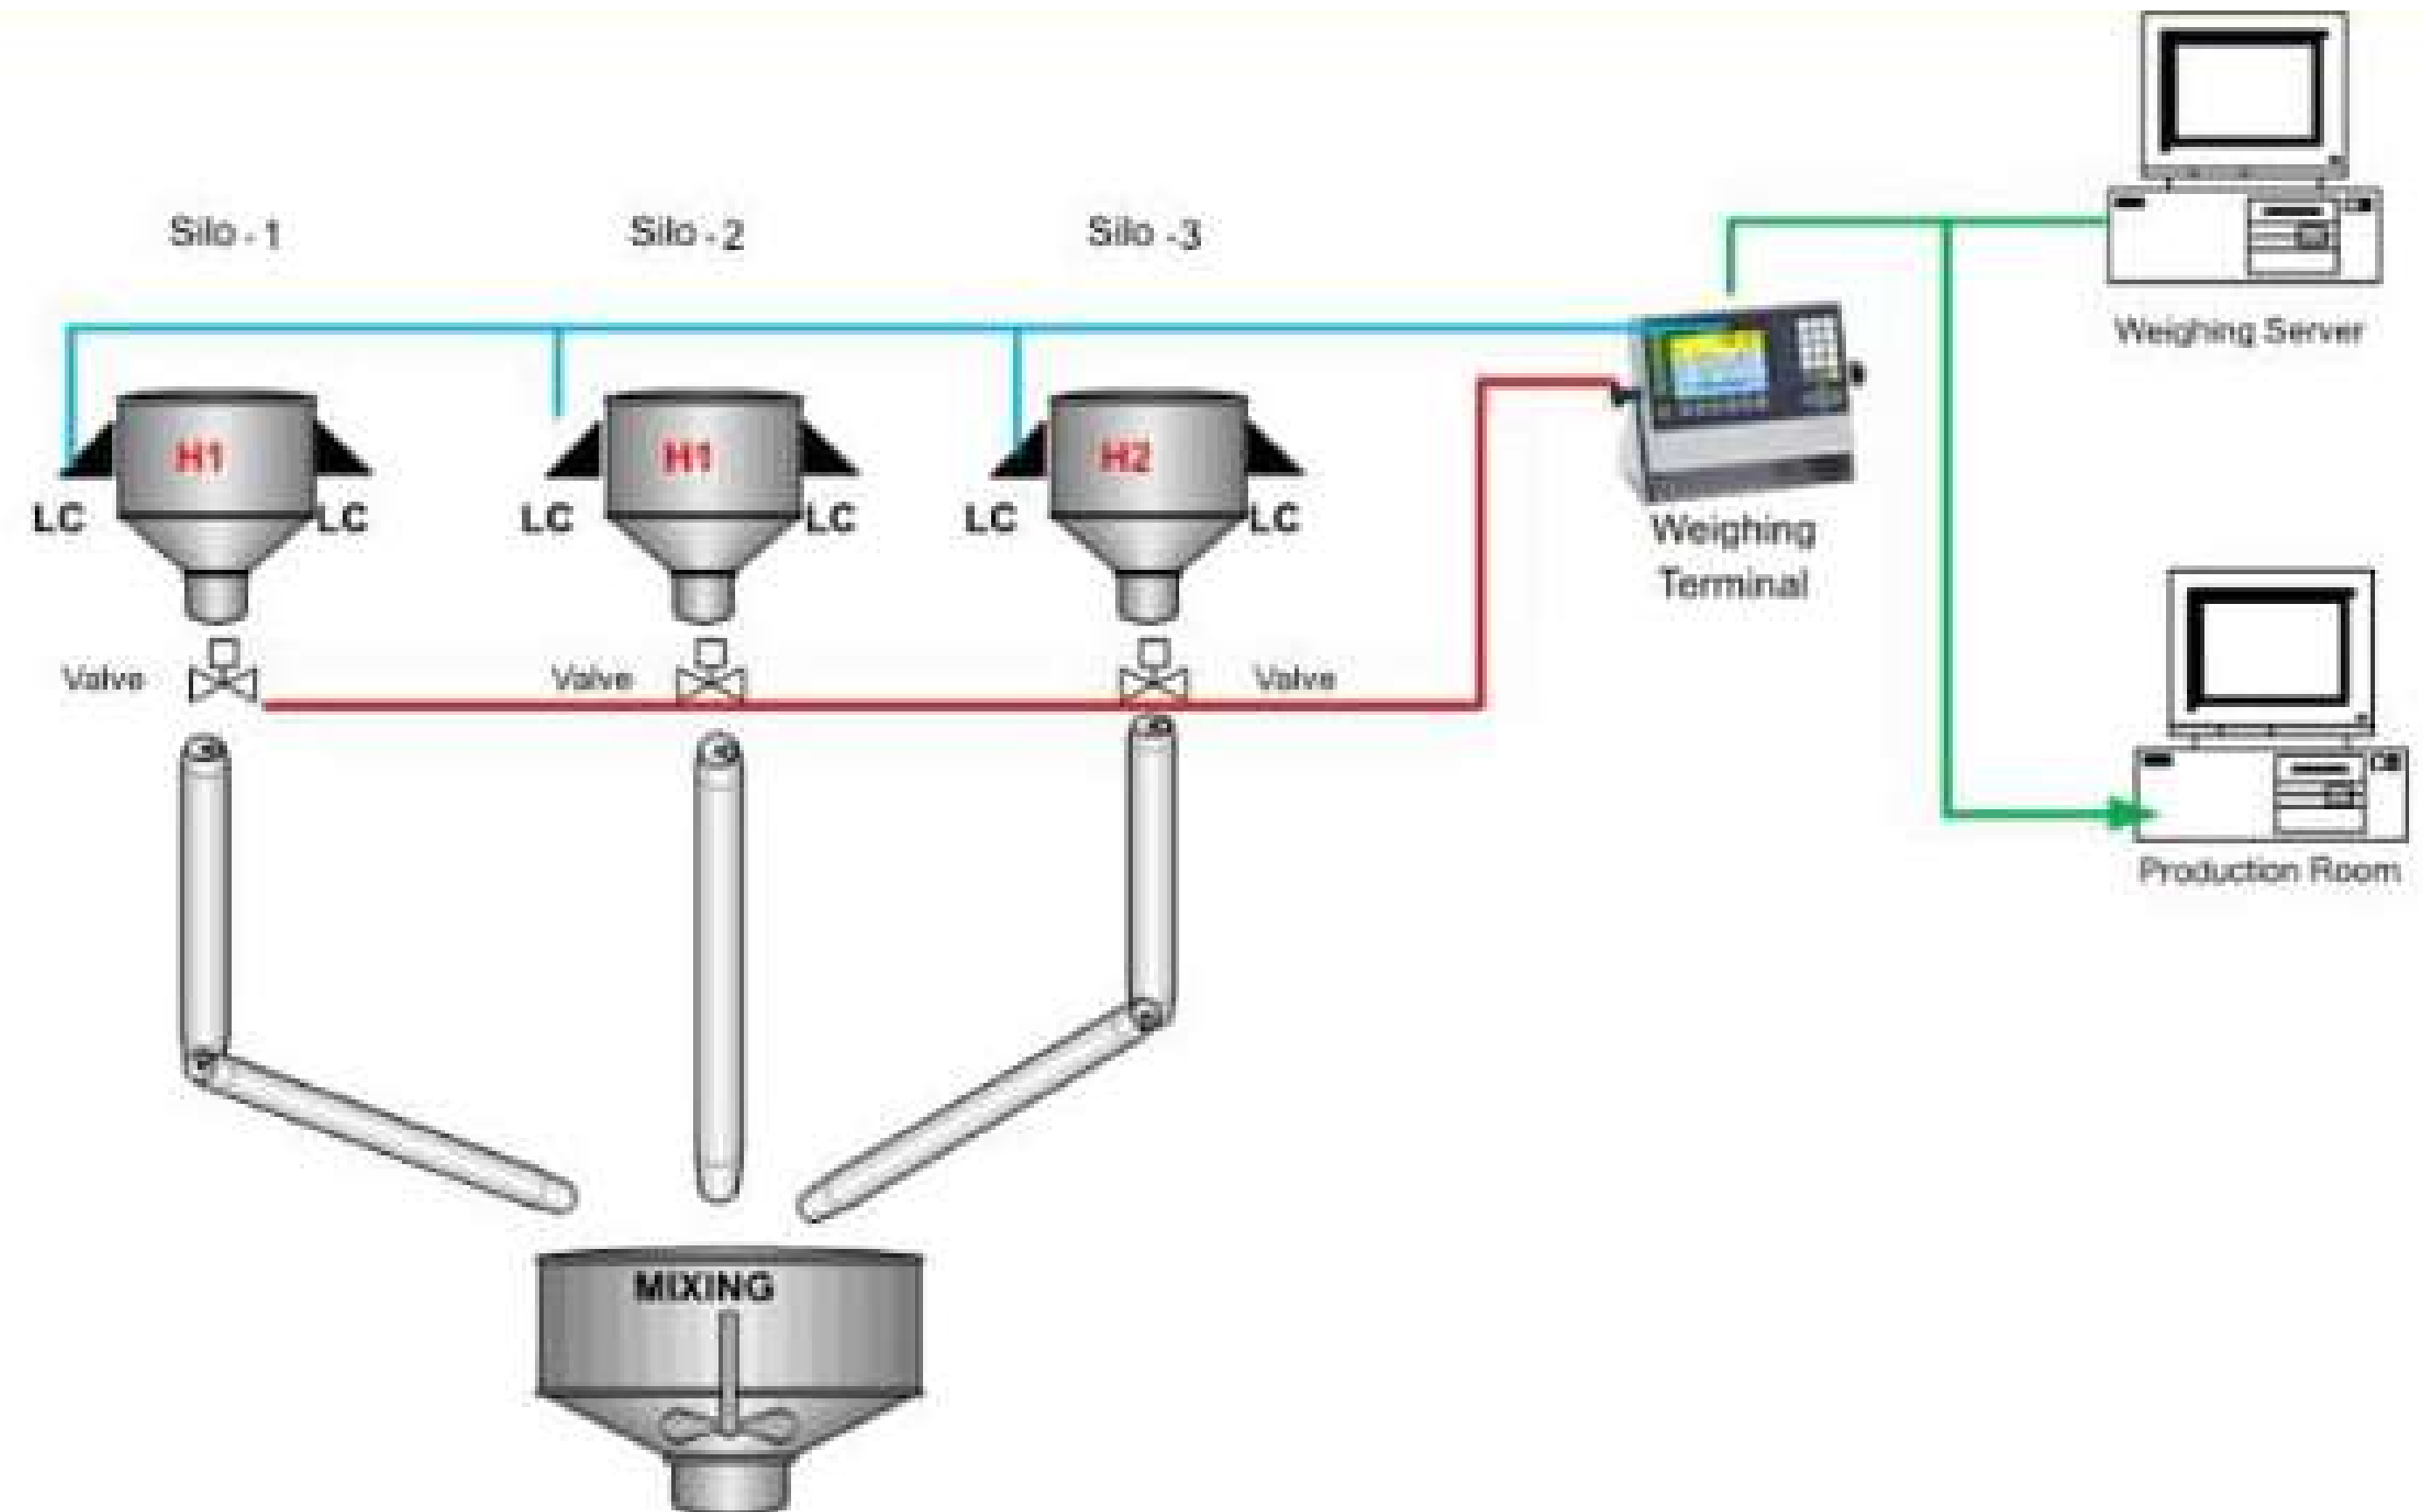 Silo - 1
Silo - 2
Silo -3
Weighing Server
H1
H1
H2
LC
LC
LC
LC
LC
LC
Weighing
Terminal
Valve
Valve
Valve
Production Room
MIXING